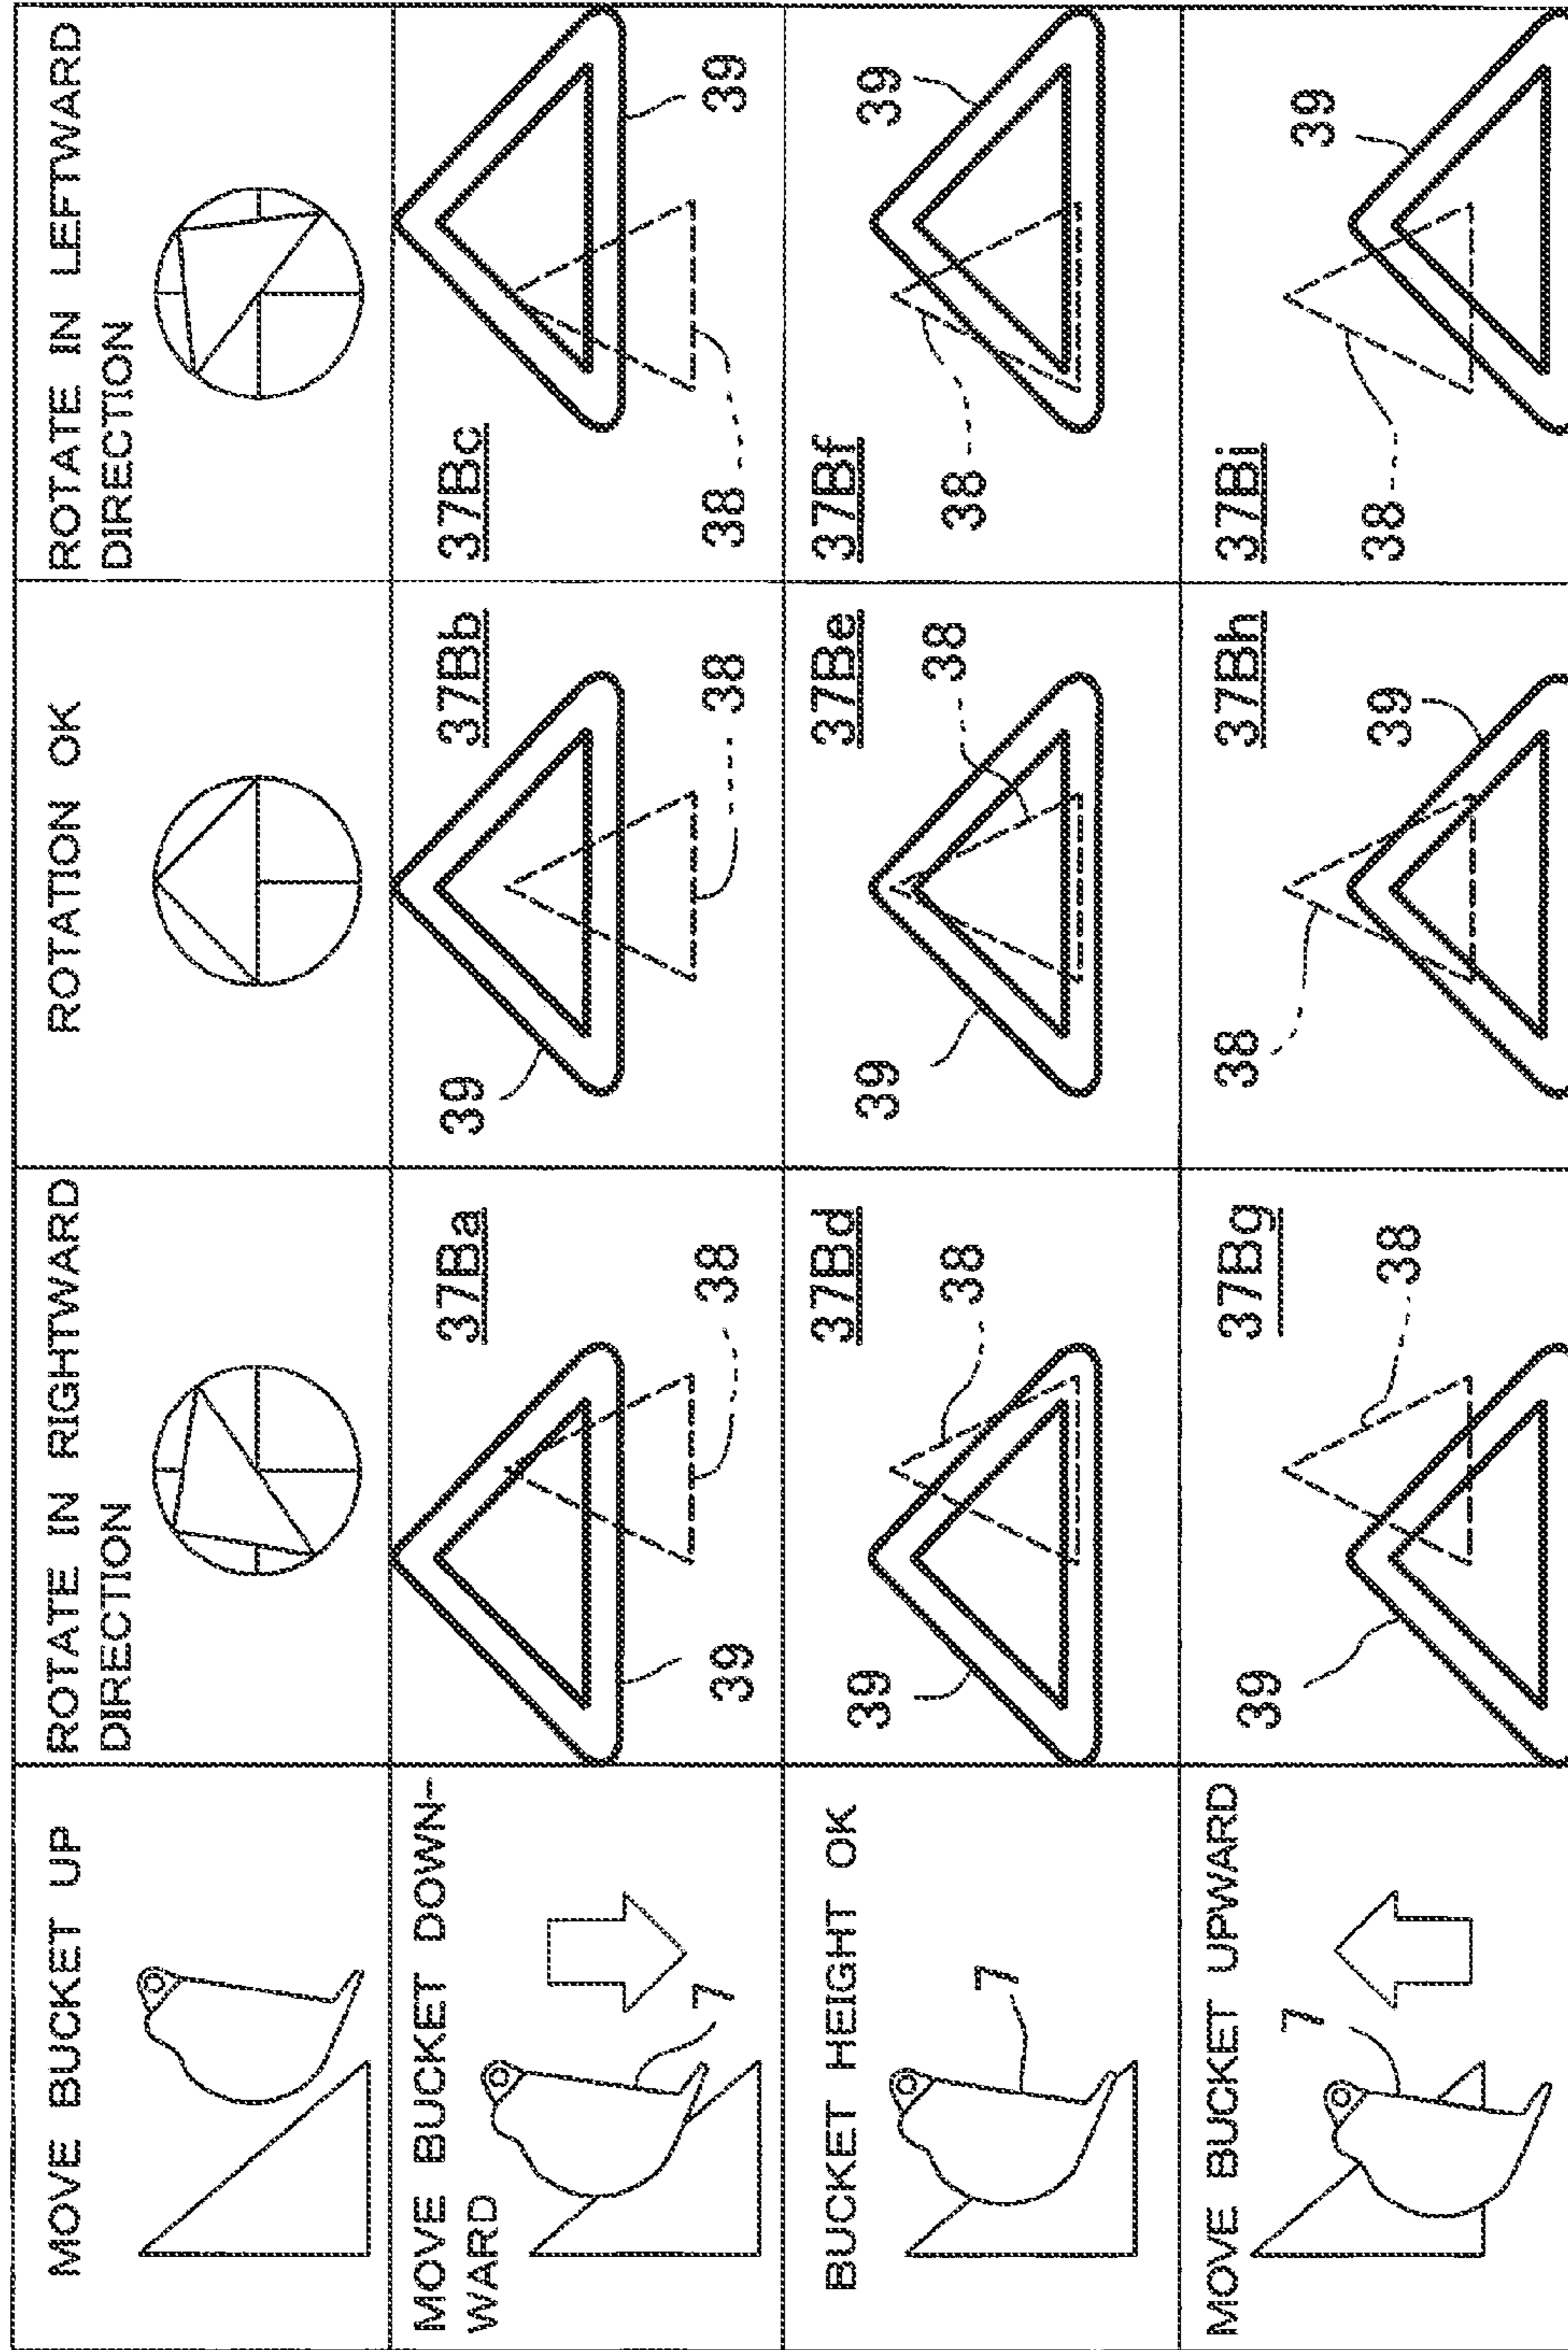 MOVE BUCKET UP
ROTATE IN RIGHTWARD
DIRECTION
ROTATION OK
ROTATE IN LEFTWARD
DIRECTION
MOVE BUCKET DOWN-
WARD
7
37Ba
39
38
37Bb
39
38
37Bc
39
38
BUCKET HEIGHT OK
7
37Bd
39
38
37Be
39
38
37Bf
39
38
MOVE BUCKET UPWARD
7
37Bg
39
38
37Bh
38
39
37Bi
39
38